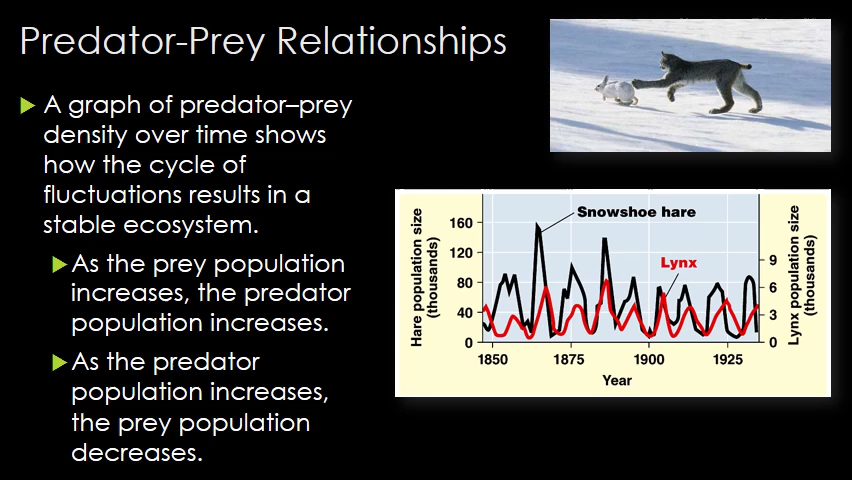 Predator-Prey Relationships
A graph of predator–prey
density over time shows
how the cycle of
fluctuations results in a
stable ecosystem.
As the prey population
increases, the predator
population increases.
As the predator
population increases,
the prey population
decreases.
Hare population size
(thousands)
160
120
80
40
0
Snowshoe hare
Lynx
9
6
3
0
Lynx population size
(thousands)
1850 1875 1900 1925
Year